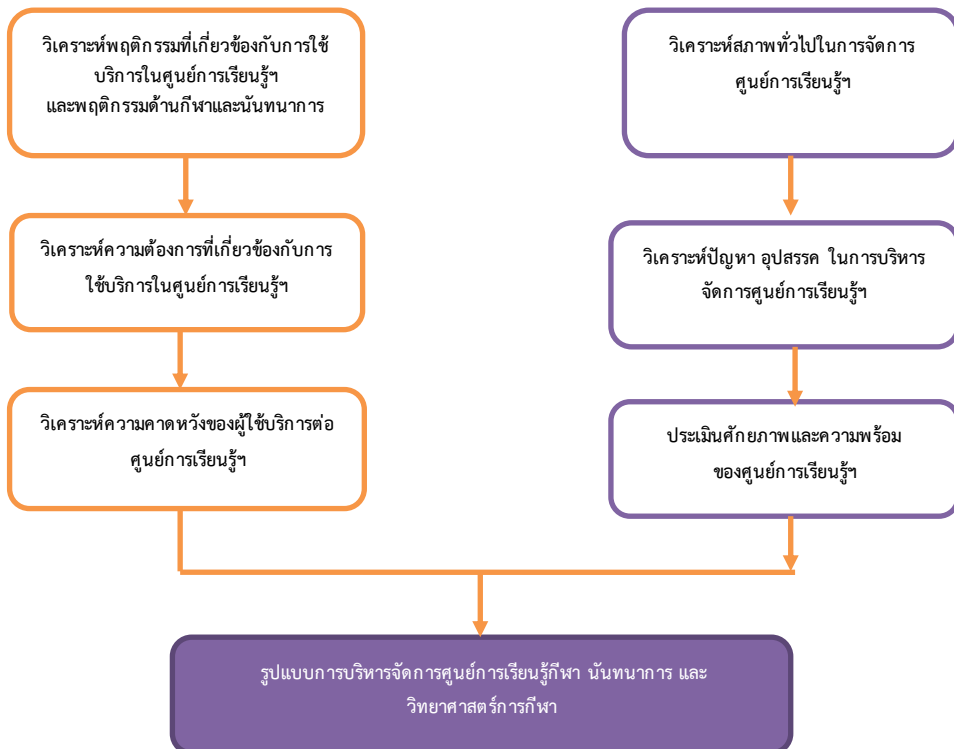 วิเคราะห์พฤติกรรมที่เกี่ยวข้องกับการใช้
บริการในศูนย์การเรียนรู้ฯ
และพฤติกรรมด้านกีฬาและนันทนาการ
วิเคราะห์ความต้องการที่เกี่ยวข้องกับการ
ใช้บริการในศูนย์การเรียนรู้ฯ
วิเคราะห์ความคาดหวังของผู้ใช้บริการต่อ
ศูนย์การเรียนรู้ฯ
วิเคราะห์สภาพทั่วไปในการจัดการ
ศูนย์การเรียนรู้ฯ
วิเคราะห์ปัญหา อุปสรรค ในการบริหาร
จัดการศูนย์การเรียนรู้ฯ
ประเมินศักยภาพและความพร้อม
ของศูนย์การเรียนรู้ฯ
รูปแบบการบริหารจัดการศูนย์การเรียนรู้กีฬา นันทนาการ และ
วิทยาศาสตร์การกีฬา